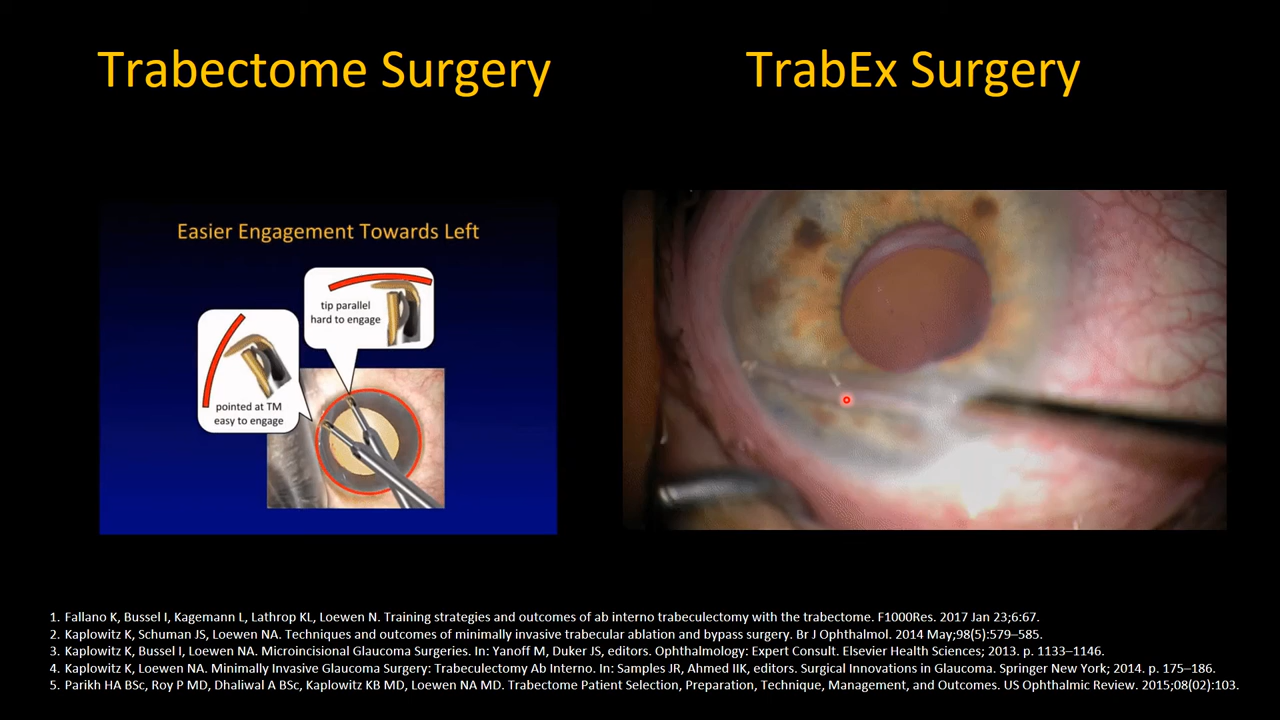 Trabectome Surgery
TrabEx Surgery
Easier Engagement Towards Left
tip parallel
hard to engage
pointed at TM
easy to engage
1. Fallano K, Bussel I, Kagemann L, Lathrop KL, Loewen N. Training strategies and outcomes of ab interno trabeculectomy with the trabectome. F1000Res. 2017 Jan 23;6:67.
2. Kaplowitz K, Schuman JS, Loewen NA. Techniques and outcomes of minimally invasive trabecular ablation and bypass surgery. Br J Ophthalmol. 2014 May;98(5):579–585.
3. Kaplowitz K, Bussel I, Loewen NA. Microincisional Glaucoma Surgeries. In: Yanoff M, Duker JS, editors. Ophthalmology: Expert Consult. Elsevier Health Sciences; 2013. p. 1133–1146.
4. Kaplowitz K, Loewen NA. Minimally Invasive Glaucoma Surgery: Trabeculectomy Ab Interno. In: Samples JR, Ahmed IIK, editors. Surgical Innovations in Glaucoma. Springer New York; 2014. p. 175–186.
5. Parikh HA BSc, Roy P MD, Dhaliwal A BSc, Kaplowitz KB MD, Loewen NA MD. Trabectome Patient Selection, Preparation, Technique, Management, and Outcomes. US Ophthalmic Review. 2015;08(02):103.